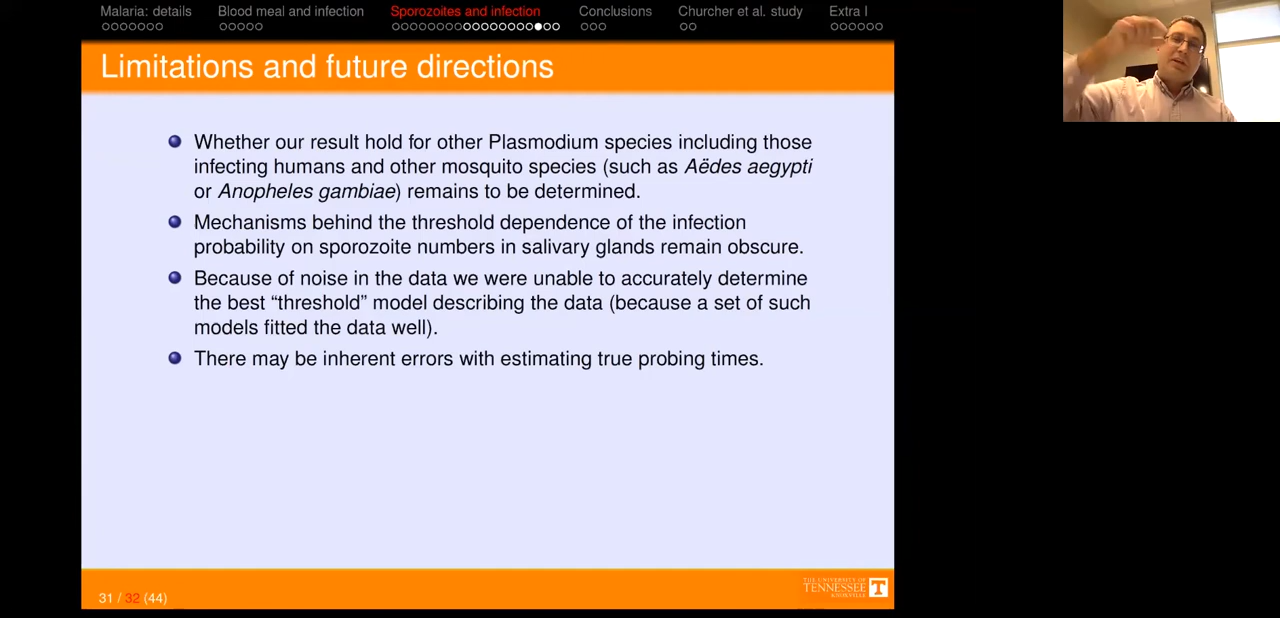 Malaria: details Blood meal and infection Sporozoites and infection Conclusions Churcher et al. study Extra I
Limitations and future directions
Whether our result hold for other Plasmodium species including those
infecting humans and other mosquito species (such as Aëdes aegypti
or Anopheles gambiae) remains to be determined.
Mechanisms behind the threshold dependence of the infection
probability on sporozoite numbers in salivary glands remain obscure.
Because of noise in the data we were unable to accurately determine
the best “threshold” model describing the data (because a set of such
models fitted the data well).
There may be inherent errors with estimating true probing times.
31 / 32 (44)
THE UNIVERSITY OF
TENNESSEE T
KNOXVILLE